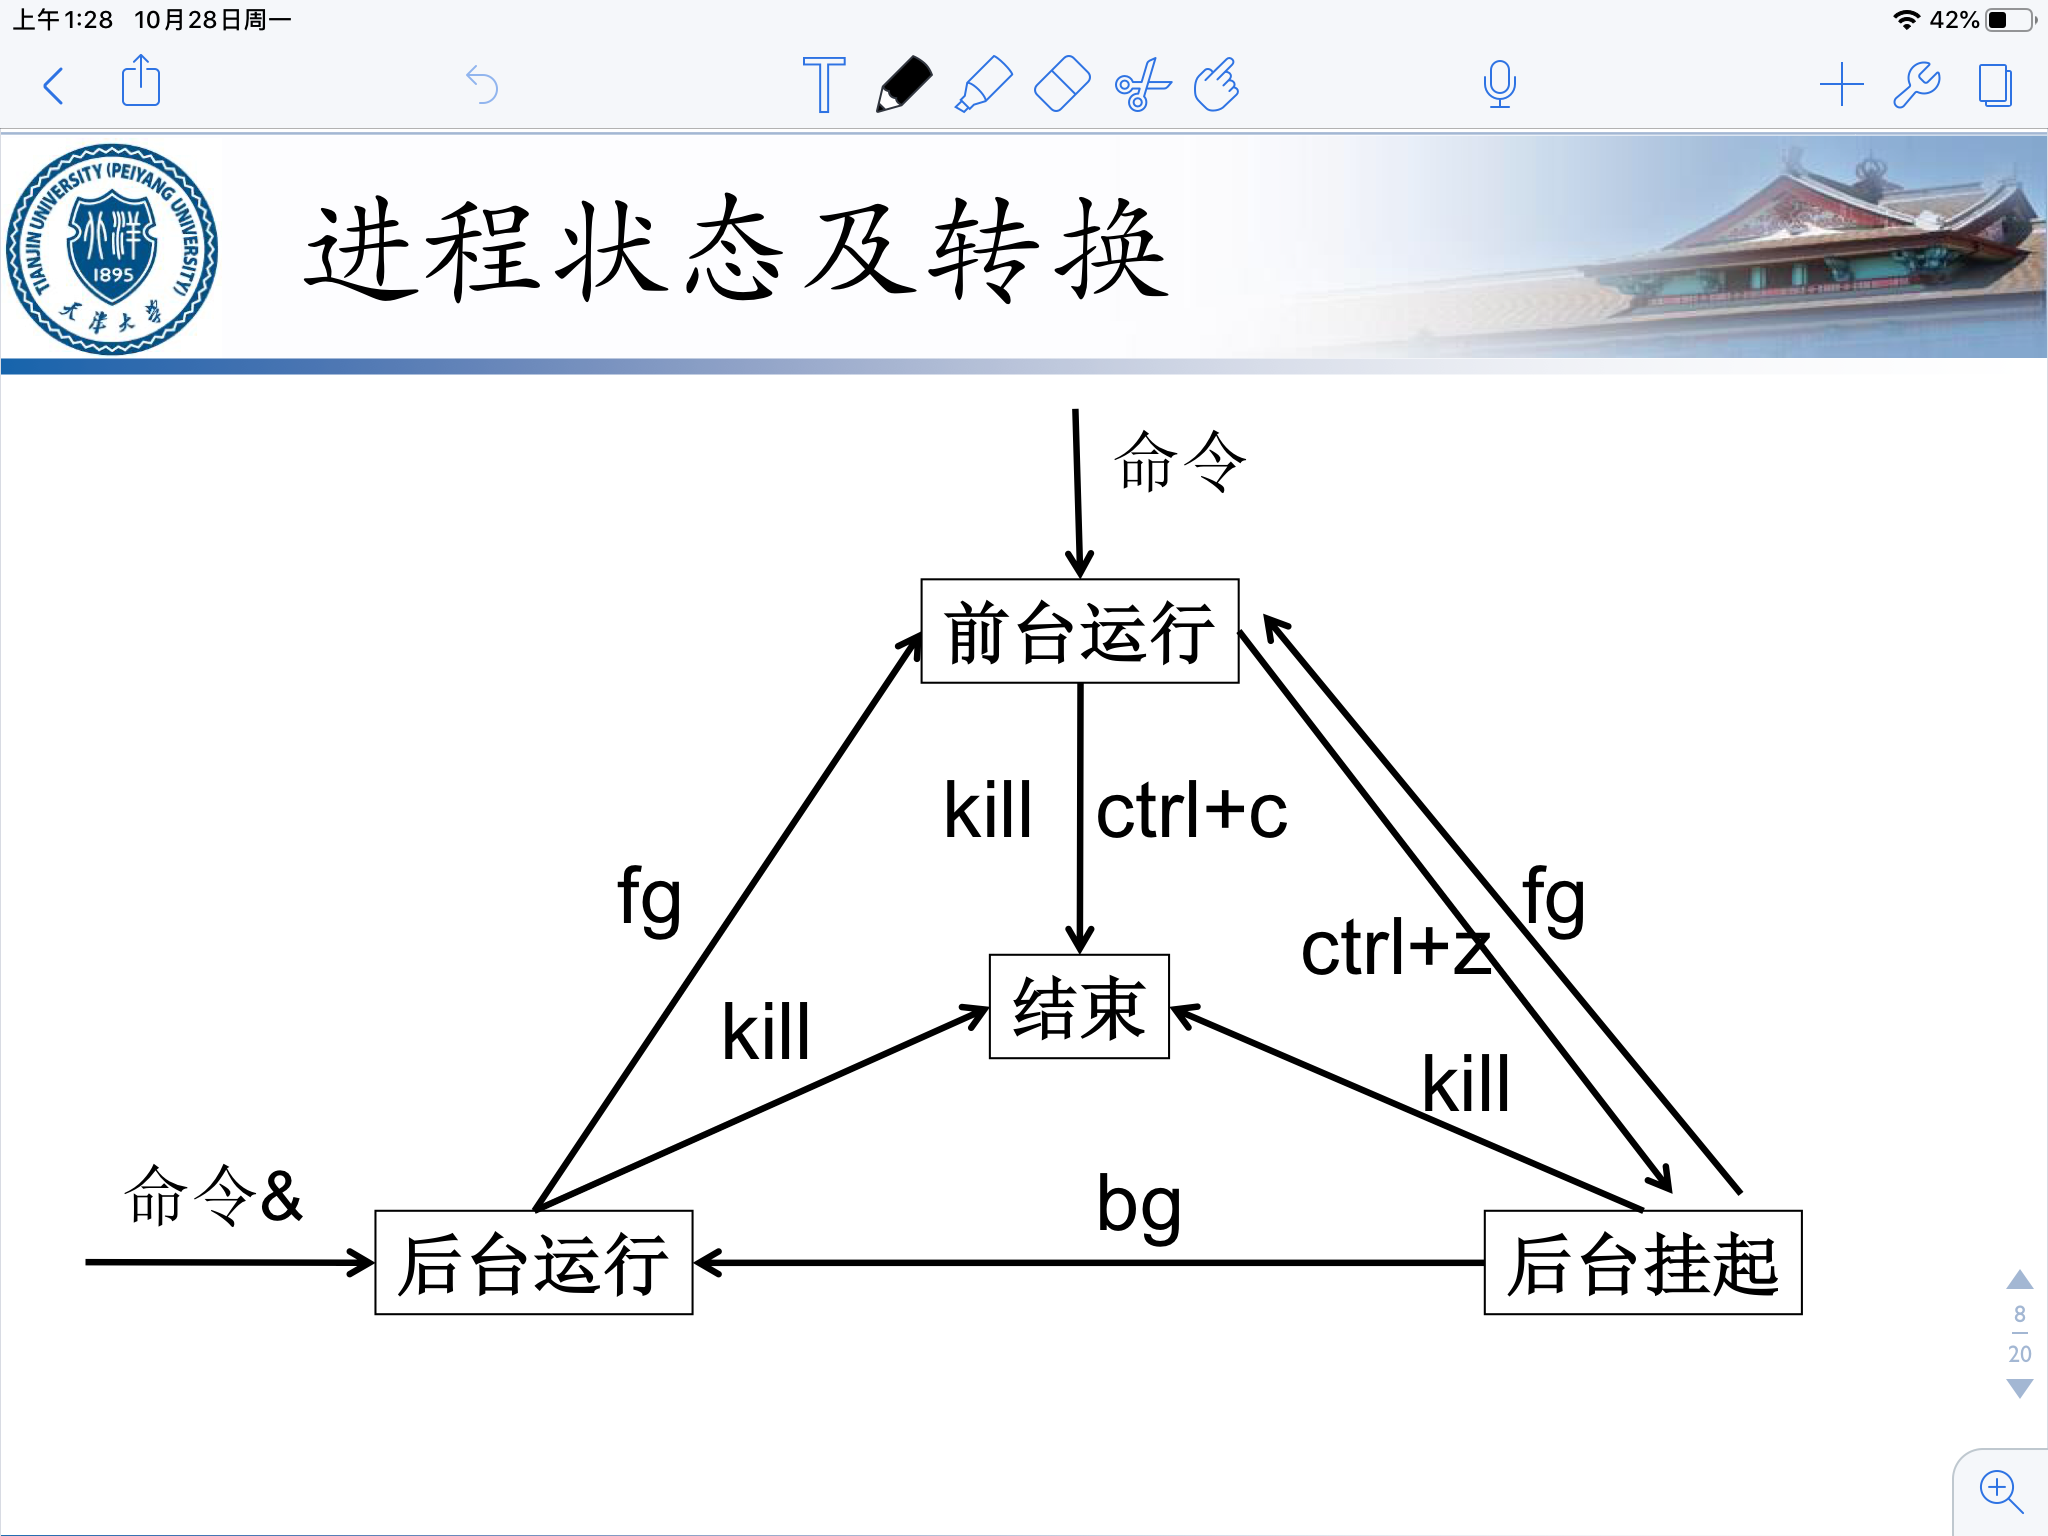 上午1:28 10月28日周一
42%
T
TIANJIN UNIVERSITY (PEIYANG UNIVERSITY)
北洋
1895
天津大学
进程状态及转换
命令
前台运行
kill ctrl+c
fg
fg
ctrl+z
结束
kill
kill
命令&
bg
后台运行
后台挂起
8
20